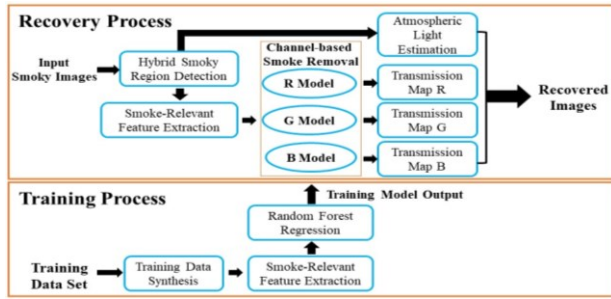 Recovery Process
Input
Smoky Images
Hybrid Smoky
Region Detection
Smoke-Relevant
Feature Extraction
Channel-based
Smoke Removal
R Model
G Model
B Model
Atmospheric
Light
Estimation
Transmission
Map R
Transmission
Map G
Transmission
Map B
Recovered
Images
Training Process
Training Model Output
Random Forest
Regression
Training
Data Set
Training Data
Synthesis
Smoke-Relevant
Feature Extraction